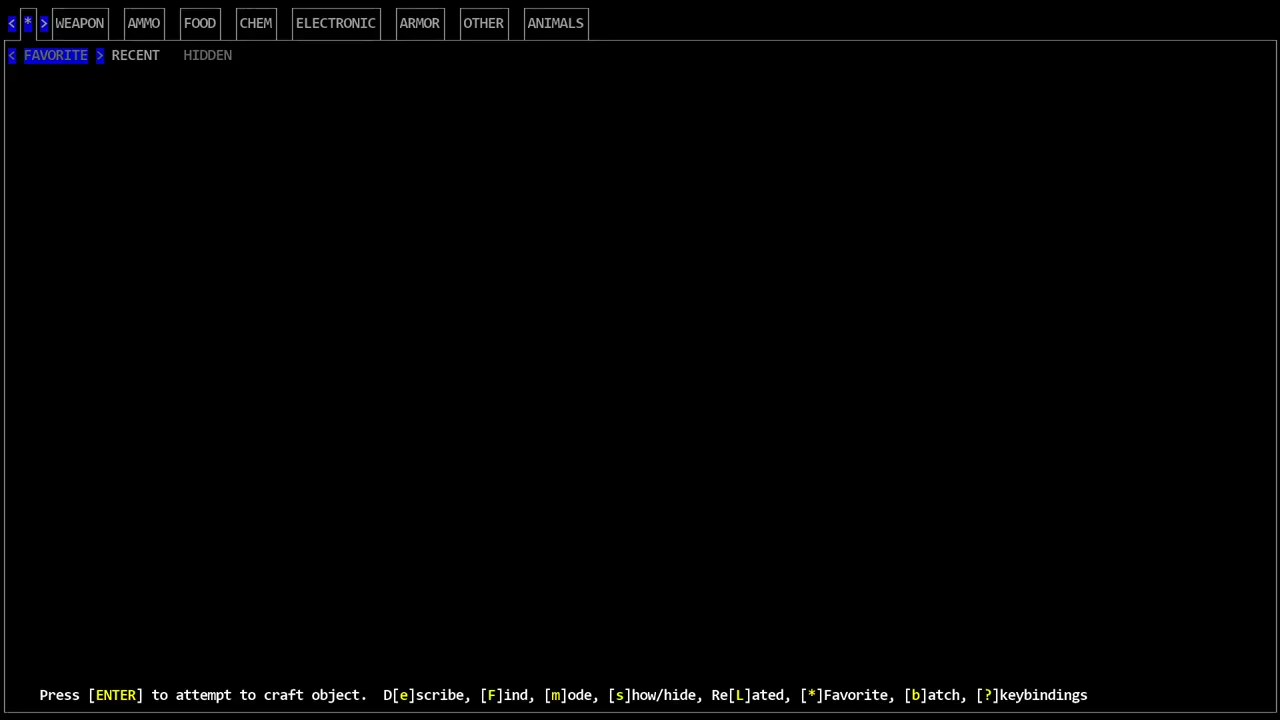 < * > WEAPON AMMO FOOD CHEM ELECTRONIC ARMOR OTHER ANIMALS
< FAVORITE > RECENT HIDDEN
Press [ENTER] to attempt to craft object. D[e]scribe, [F]ind, [m]ode, [s]how/hide, Re[L]ated, [*]Favorite, [b]atch, [?]keybindings